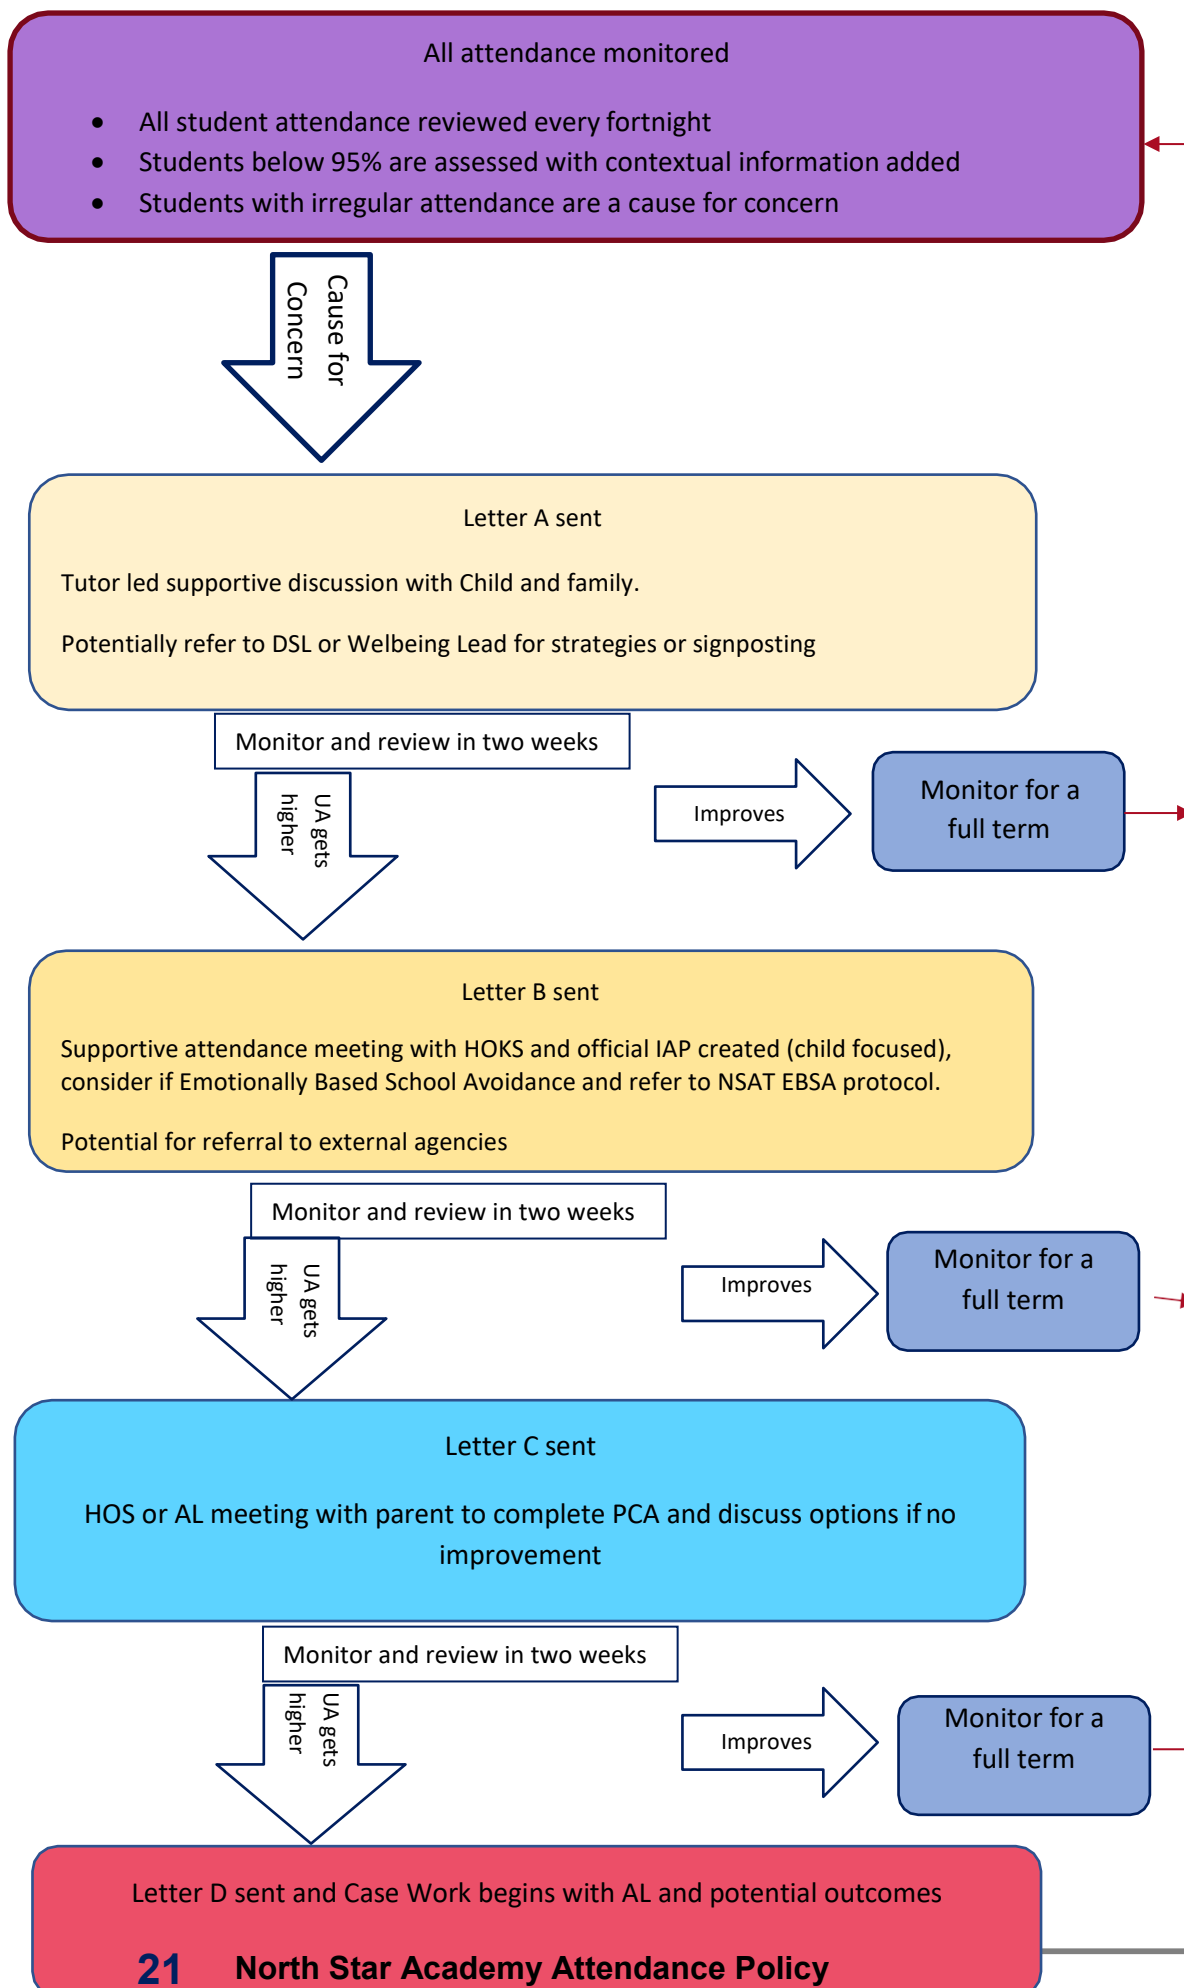 All attendance monitored
• All student attendance reviewed every fortnight
• Students below 95% are assessed with contextual information added
• Students with irregular attendance are a cause for concern
Cause for
Concern
Letter A sent
Tutor led supportive discussion with Child and family.
Potentially refer to DSL or Welbeing Lead for strategies or signposting
Monitor and review in two weeks
UA gets
higher
Improves
Monitor for a
full term
Letter B sent
Supportive attendance meeting with HOKS and official IAP created (child focused),
consider if Emotionally Based School Avoidance and refer to NSAT EBSA protocol.
Potential for referral to external agencies
Monitor and review in two weeks
UA gets
higher
Improves
Monitor for a
full term
Letter C sent
HOS or AL meeting with parent to complete PCA and discuss options if no
improvement
Monitor and review in two weeks
UA gets
higher
Improves
Monitor for a
full term
Letter D sent and Case Work begins with AL and potential outcomes
21 North Star Academy Attendance Policy